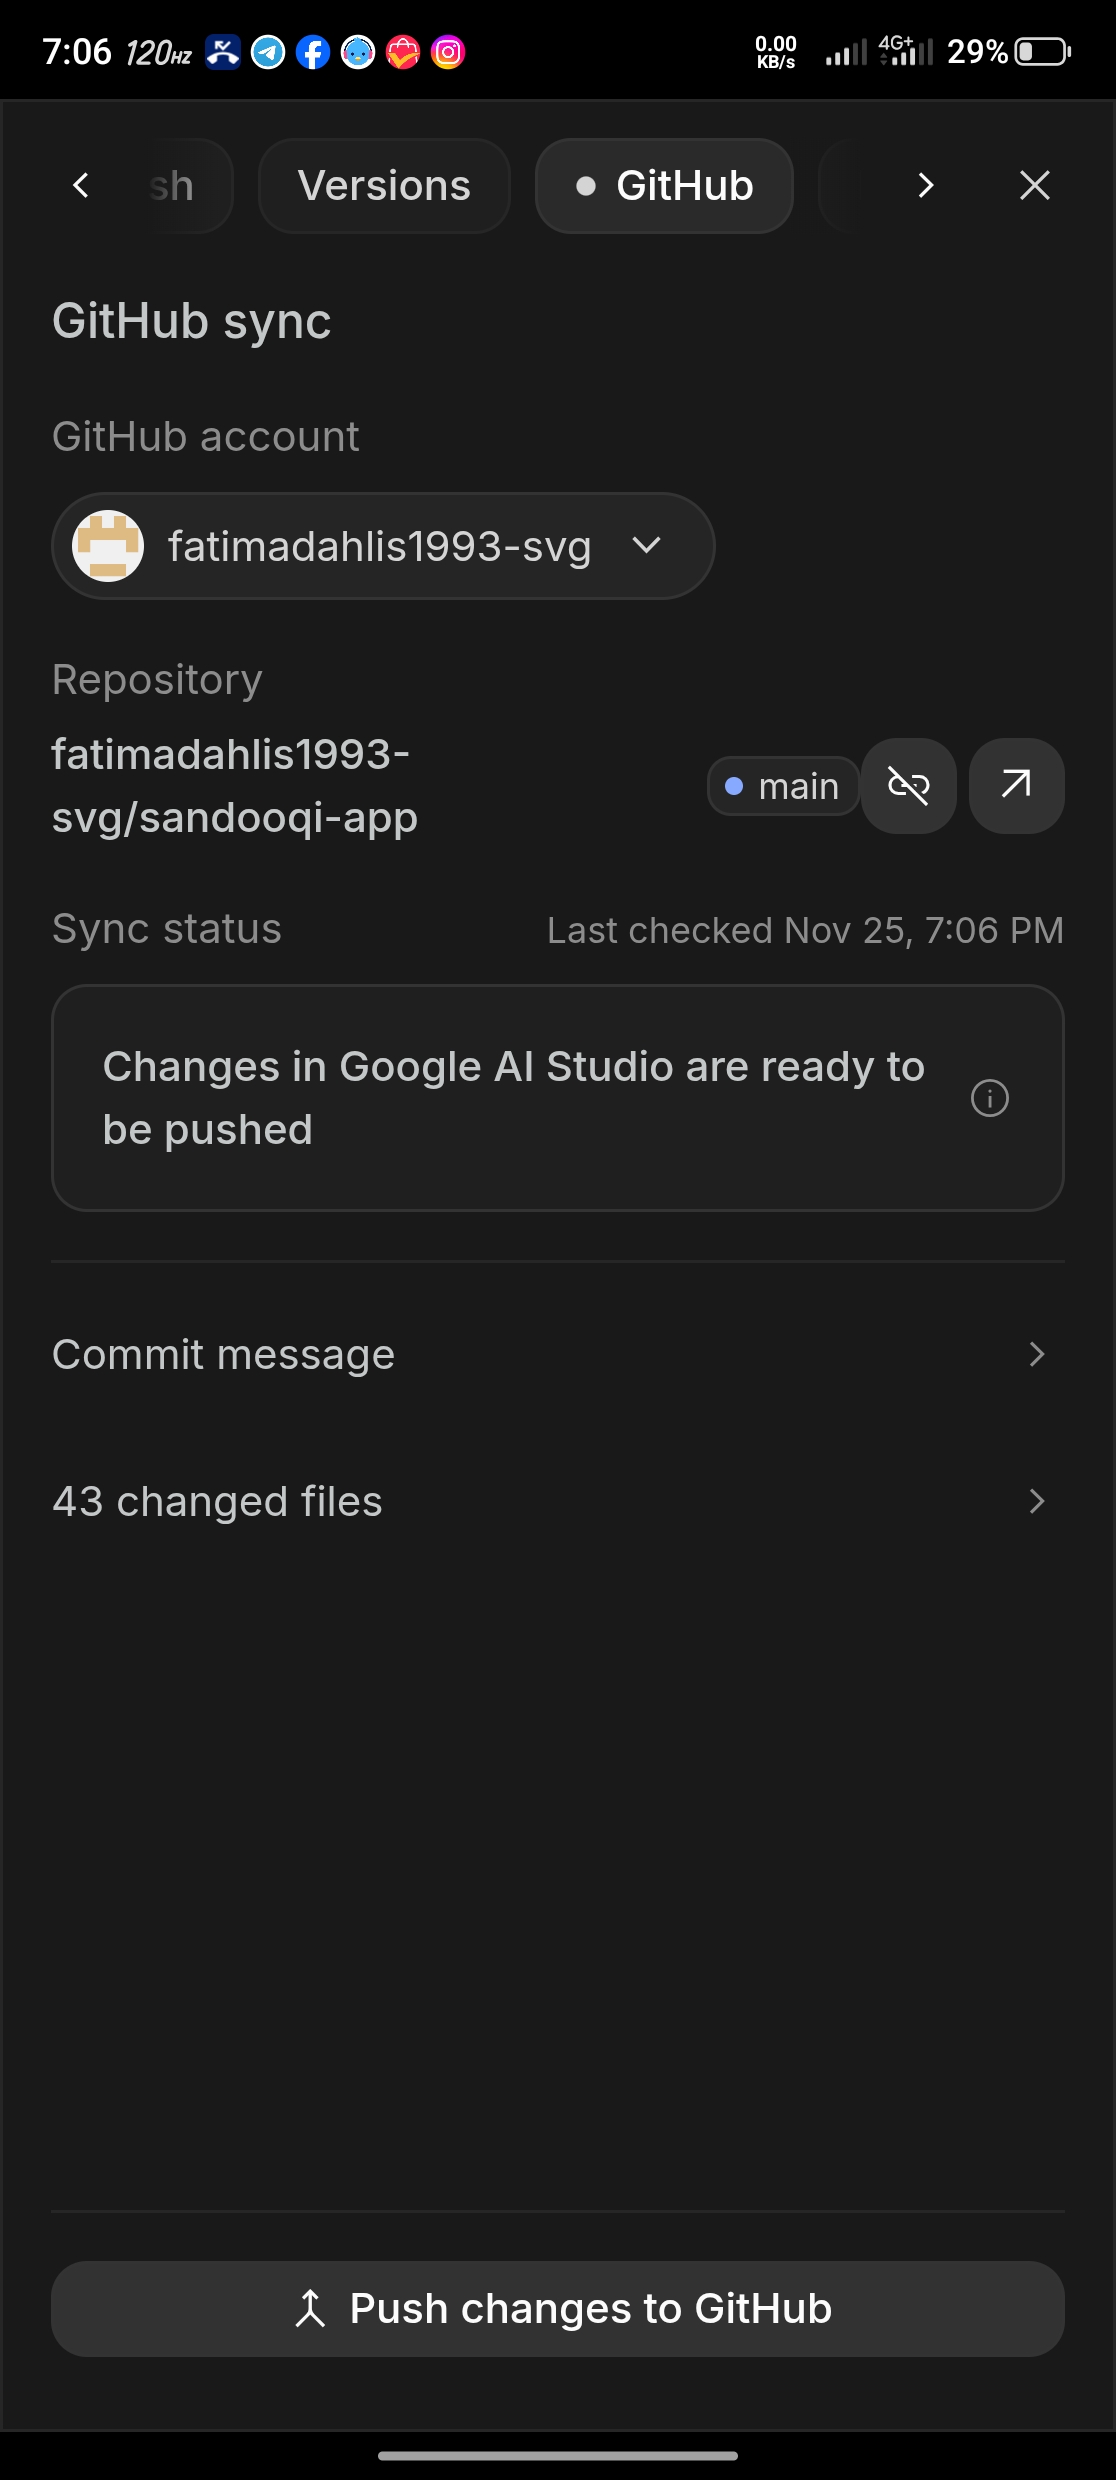 7:06 120HZ 0.00 KB/s 4G+ 29%
sh Versions GitHub
GitHub sync
GitHub account
fatimadahlis1993-svg
Repository
fatimadahlis1993-
svg/sandooqi-app
main
Sync status Last checked Nov 25, 7:06 PM
Changes in Google AI Studio are ready to
be pushed
Commit message
43 changed files
Push changes to GitHub